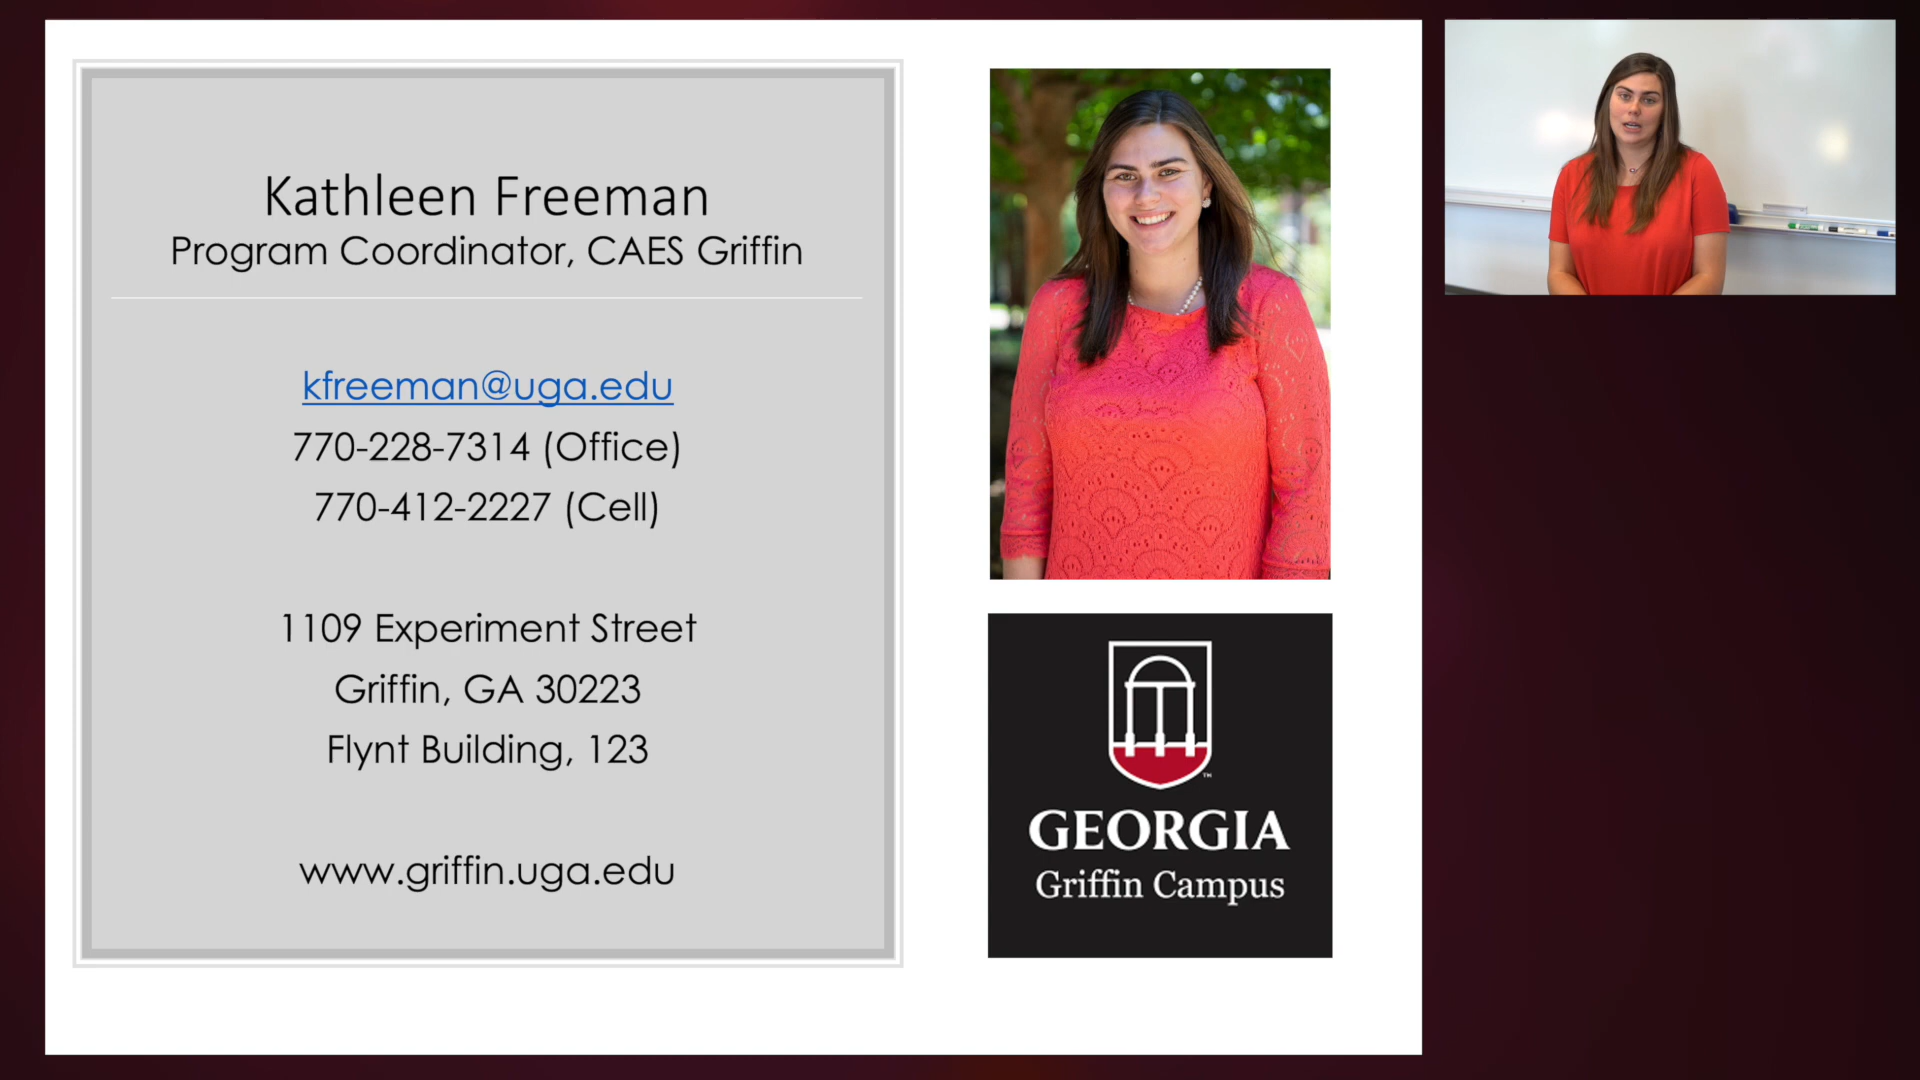 Kathleen Freeman
Program Coordinator, CAES Griffin
kfreeman@uga.edu
770-228-7314 (Office)
770-412-2227 (Cell)
1109 Experiment Street
Griffin, GA 30223
Flynt Building, 123
www.griffin.uga.edu
TM
GEORGIA
Griffin Campus